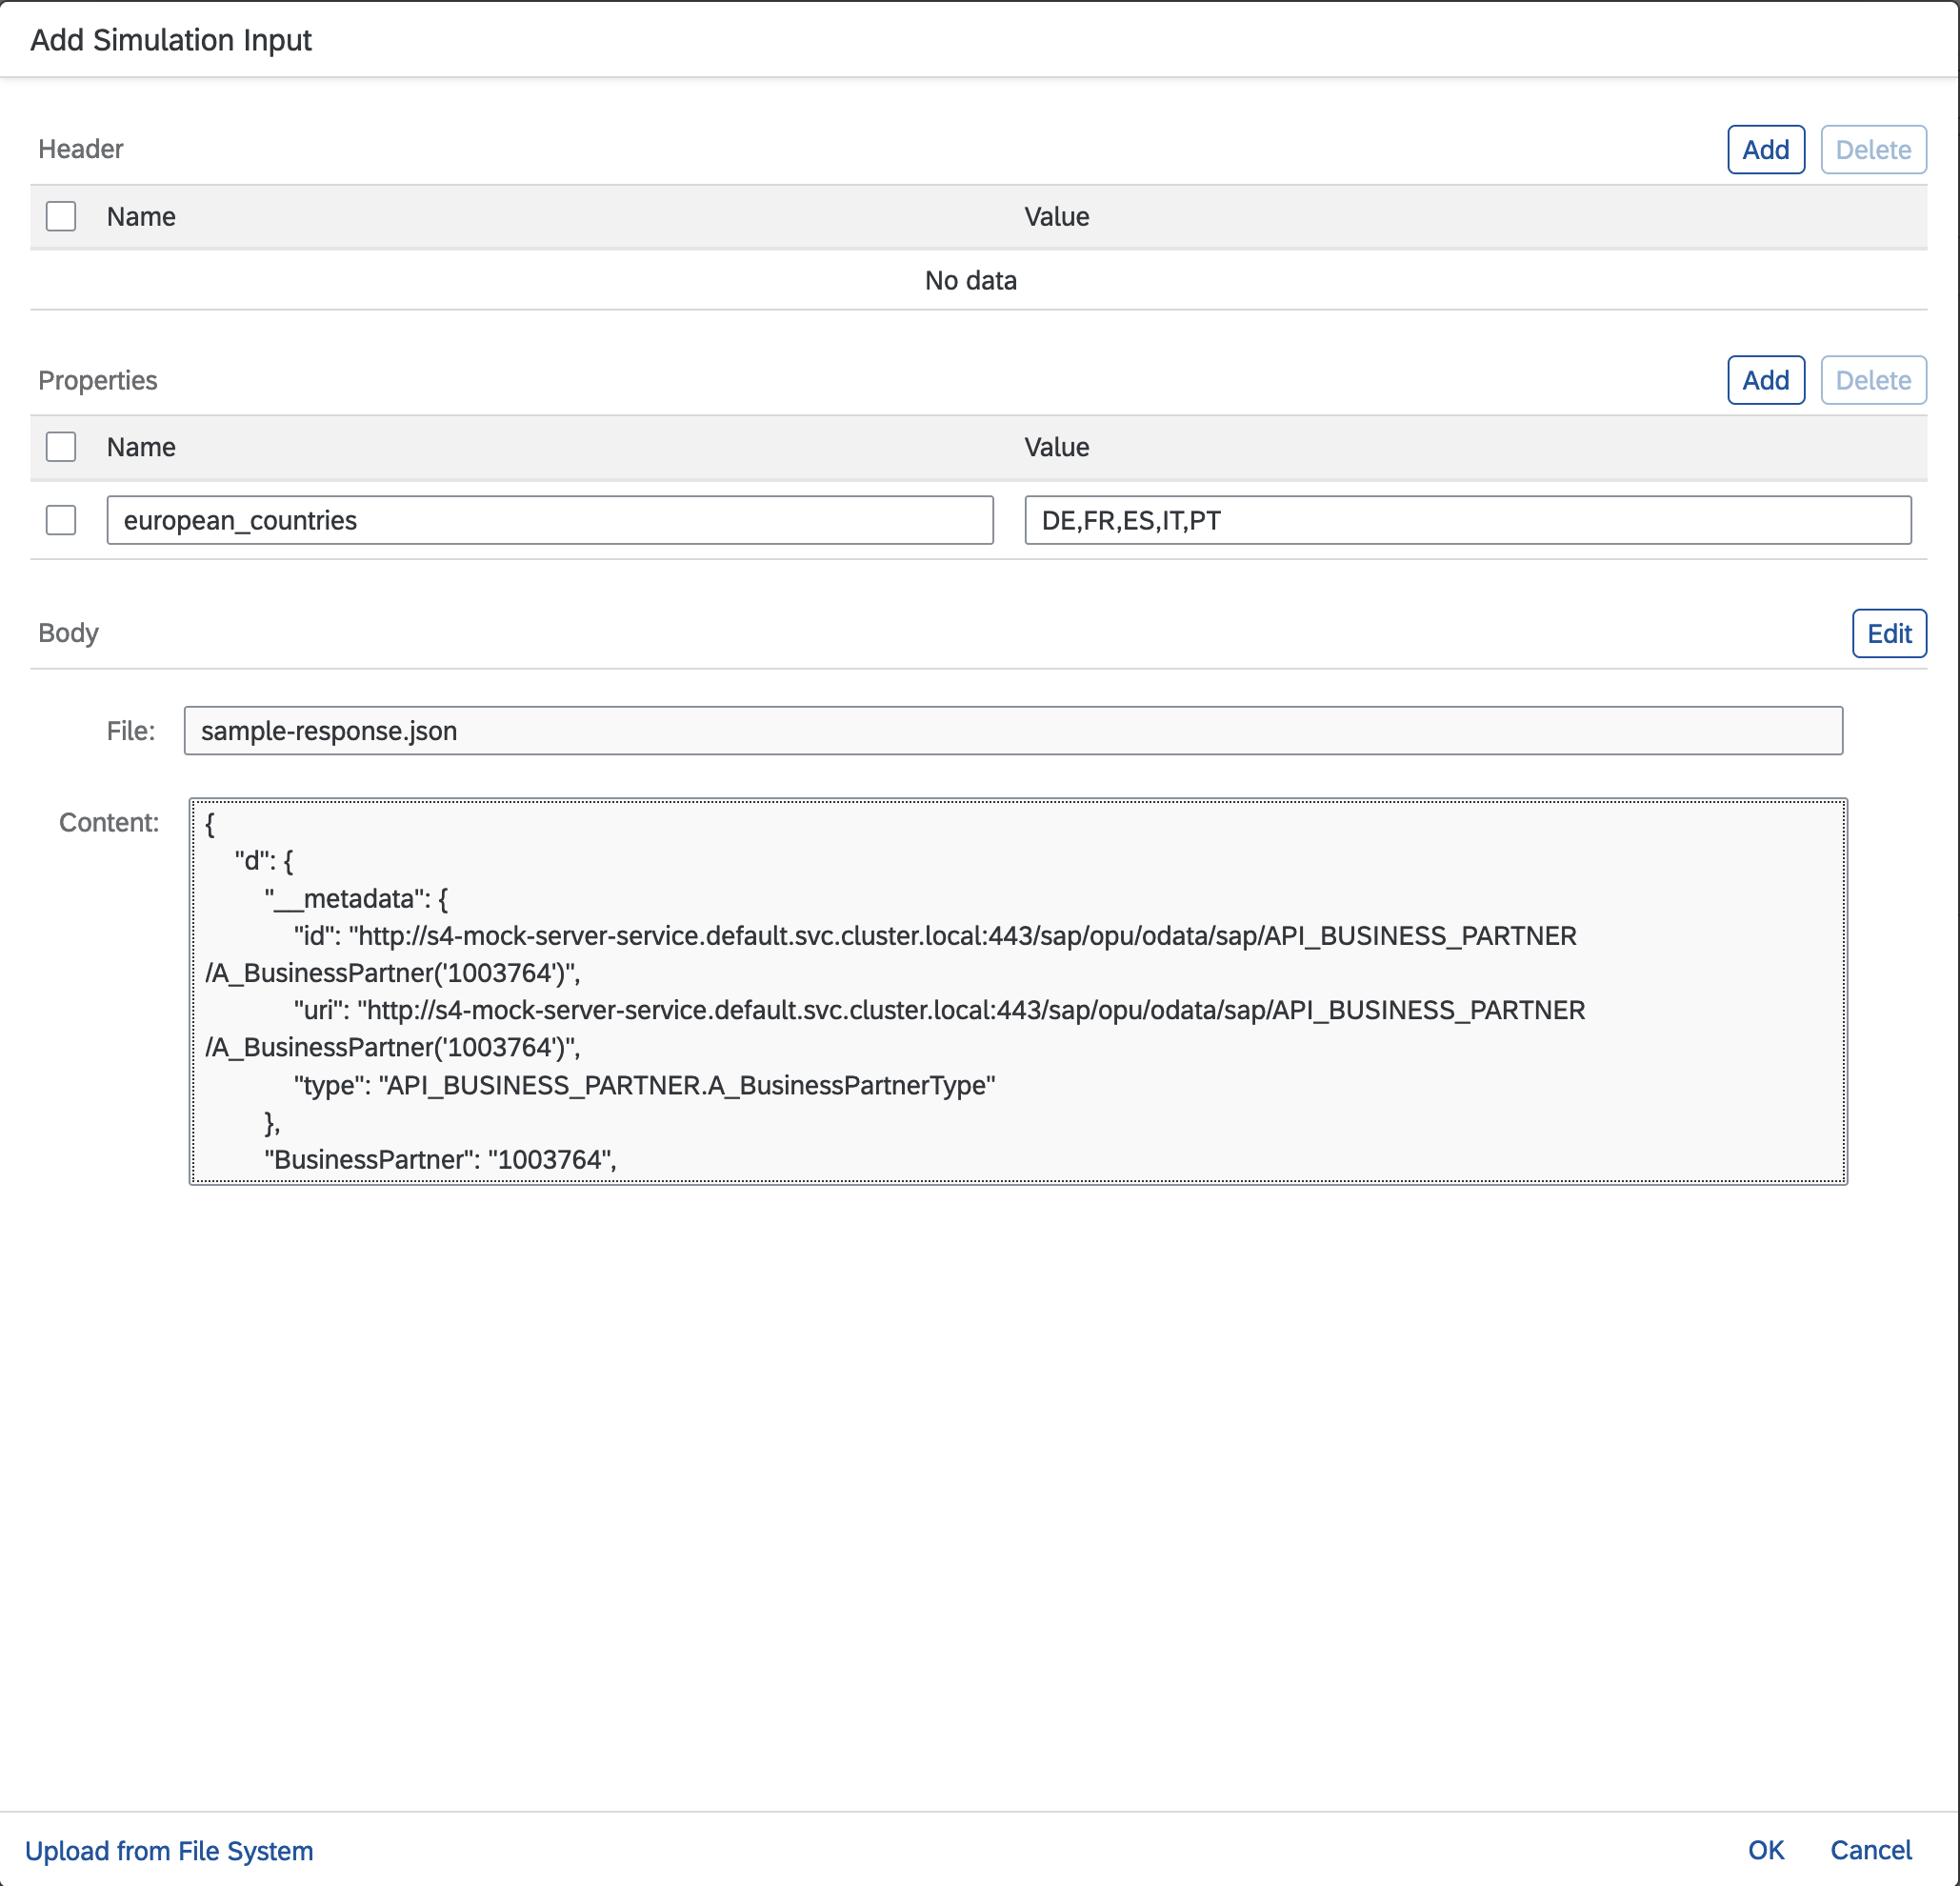 Add Simulation Input
Header
Add Delete
Name Value
No data
Properties
Add Delete
Name Value
european_countries DE,FR,ES,IT,PT
Body
Edit
File: sample-response.json
Content: {
"d": {
"__metadata": {
"id": "http://s4-mock-server-service.default.svc.cluster.local:443/sap/opu/odata/sap/API_BUSINESS_PARTNER
/A_BusinessPartner('1003764')",
"uri": "http://s4-mock-server-service.default.svc.cluster.local:443/sap/opu/odata/sap/API_BUSINESS_PARTNER
/A_BusinessPartner('1003764')",
"type": "API_BUSINESS_PARTNER.A_BusinessPartnerType"
},
"BusinessPartner": "1003764",
Upload from File System
OK Cancel